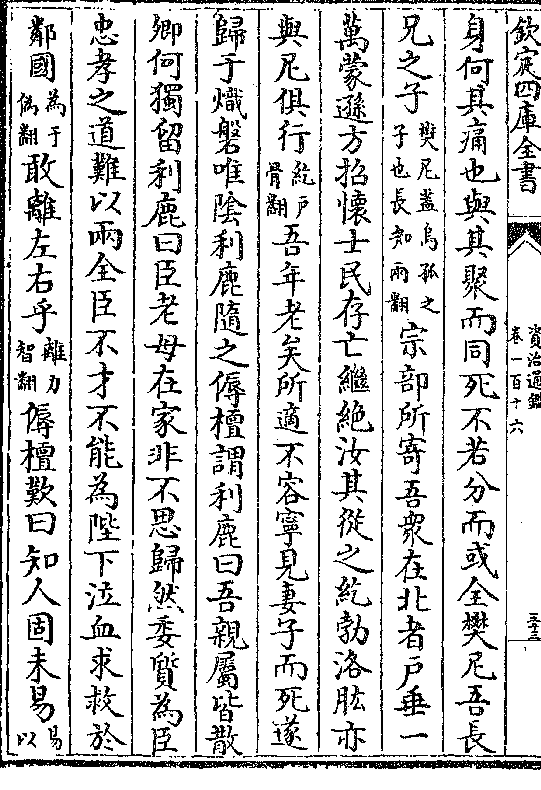 欽定四庫全書
資治通鑑
卷一百十六
三十三
身何其痛也與其聚而同死不若分而或全樊尼吾長
兄之子樊尼蓋烏孤之子也長知兩翻宗部所寄吾衆在北者戸垂一
萬蒙遜方招懷士民存亡繼絶汝其從之紇勃洛肱亦
與尼俱行紇戸骨翻吾年老矣所適不容寧見妻子而死遂
歸于熾磐唯陰利鹿隨之傉檀謂利鹿曰吾親屬皆散
卿何獨留利鹿曰臣老母在家非不思歸然委質為臣
忠孝之道難以兩全臣不才不能為陛下泣血求救於
鄰國為于偽翻敢離左右乎離力智翻傉檀歎曰知人固未易易以